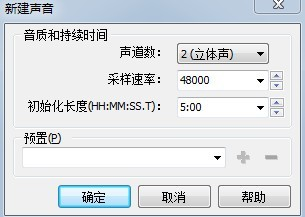 新建声音
音质和持续时间
声道数: 2 (立体声)
采样速率: 48000
初始化长度(HH:MM:SS.T): 5:00
预置(P)
确定 取消 帮助